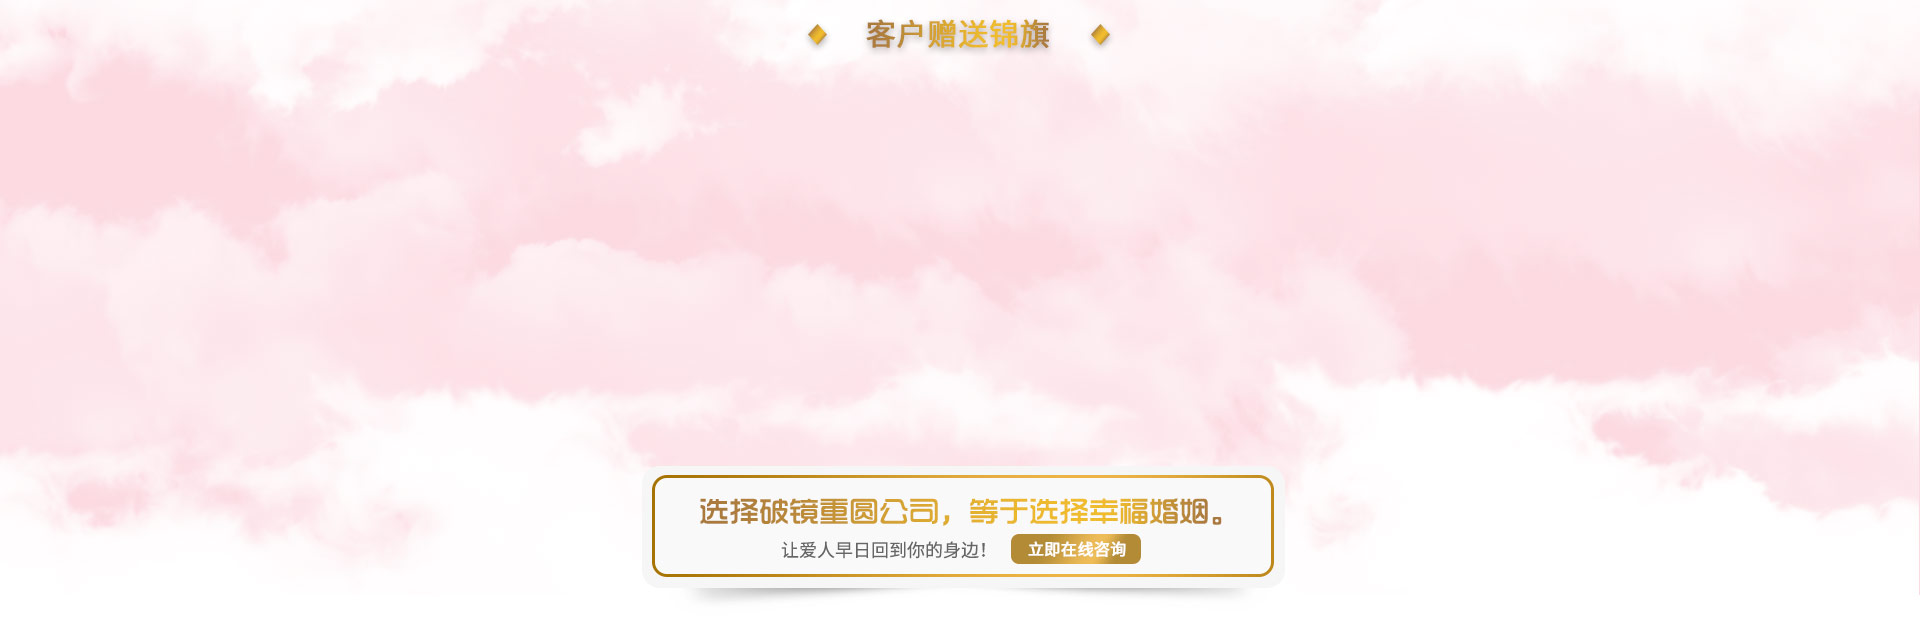 客户赠送锦旗
选择破镜重圆公司，等于选择幸福婚姻。
让爱人早日回到你的身边！
立即在线咨询